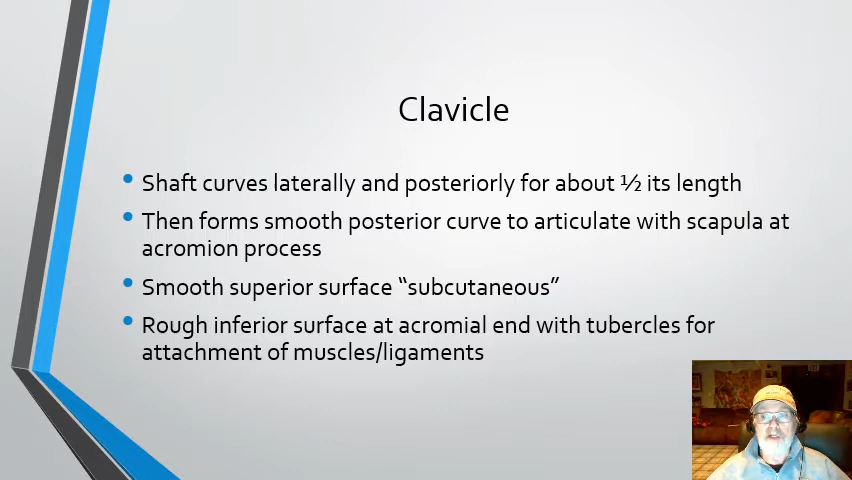 Clavicle
• Shaft curves laterally and posteriorly for about ½ its length
• Then forms smooth posterior curve to articulate with scapula at
acromion process
• Smooth superior surface “subcutaneous”
• Rough inferior surface at acromial end with tubercles for
attachment of muscles/ligaments